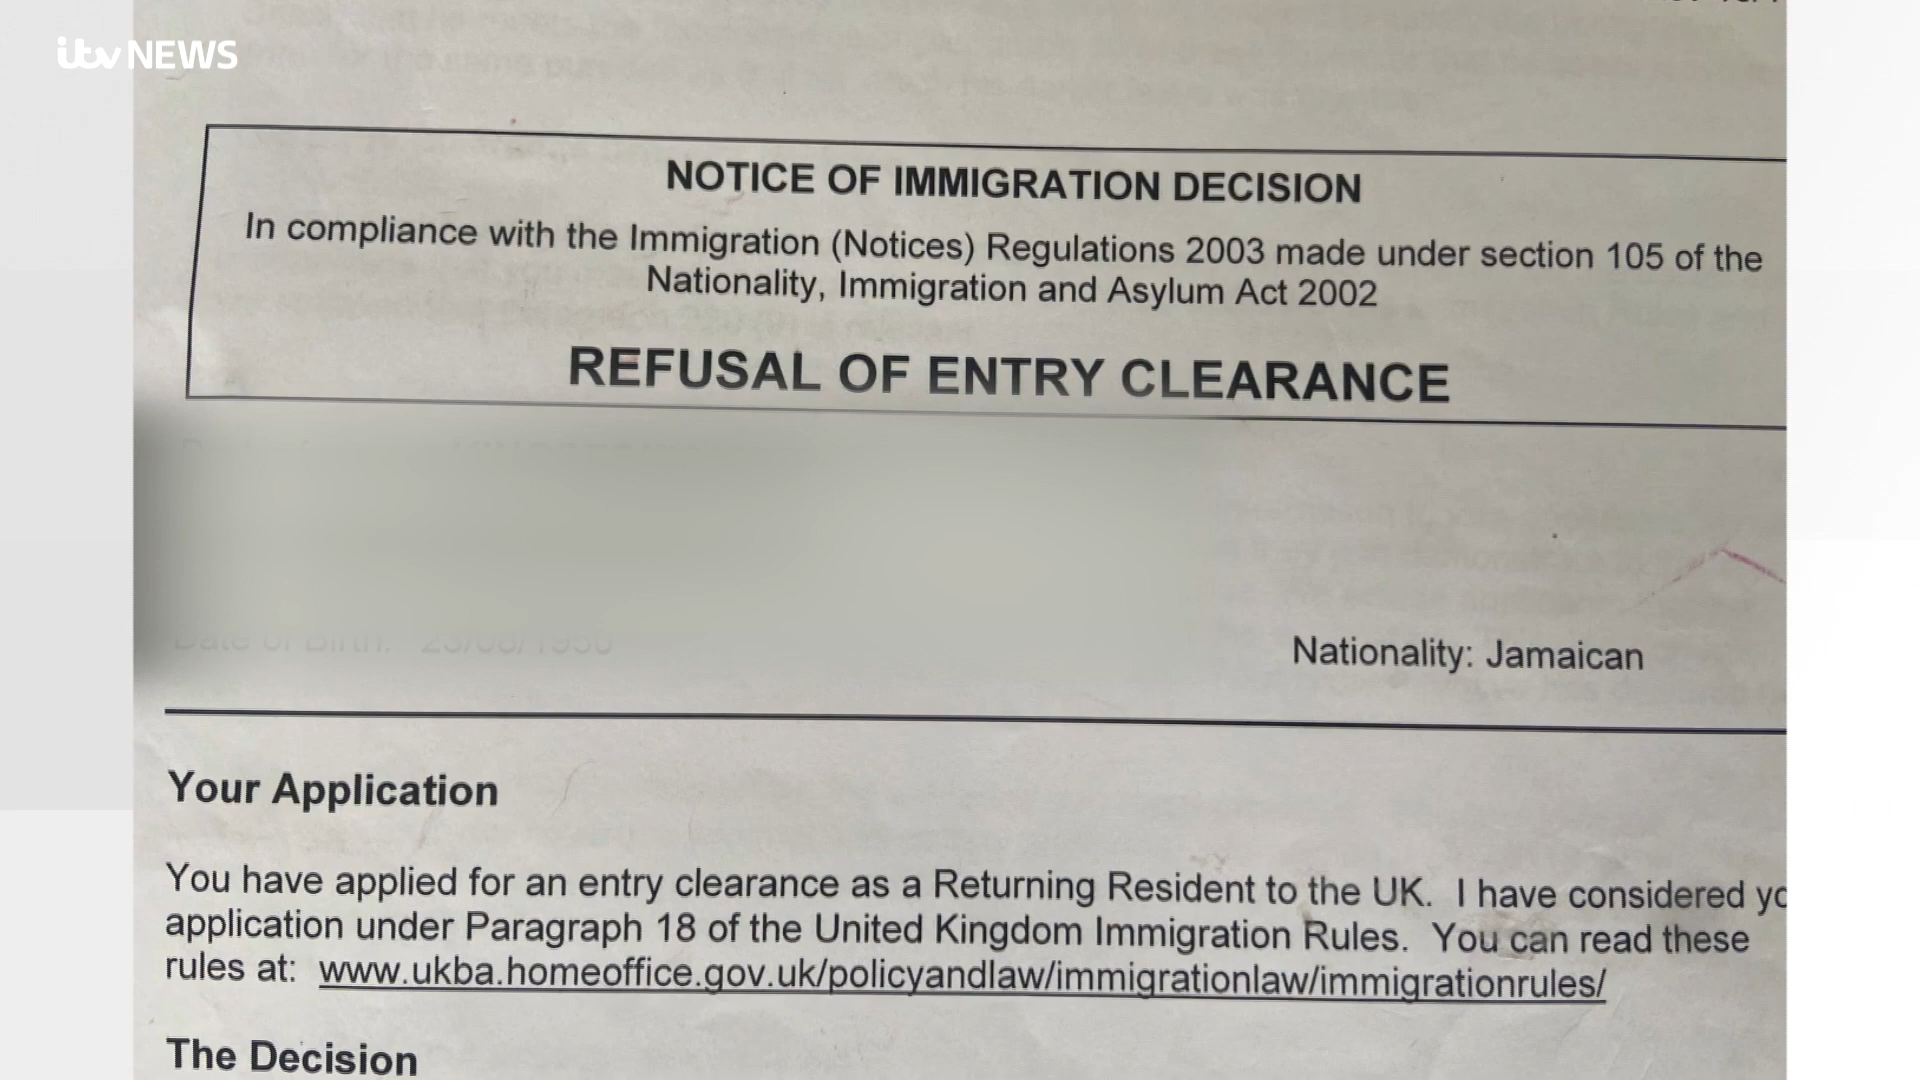 itv NEWS
NOTICE OF IMMIGRATION DECISION
In compliance with the Immigration (Notices) Regulations 2003 made under section 105 of the
Nationality, Immigration and Asylum Act 2002
REFUSAL OF ENTRY CLEARANCE
Nationality: Jamaican
Your Application
You have applied for an entry clearance as a Returning Resident to the UK. I have considered
application under Paragraph 18 of the United Kingdom Immigration Rules. You can read these
rules at: www.ukba.homeoffice.gov.uk/policyandlaw/immigrationlaw/immigrationrules/
The Decision